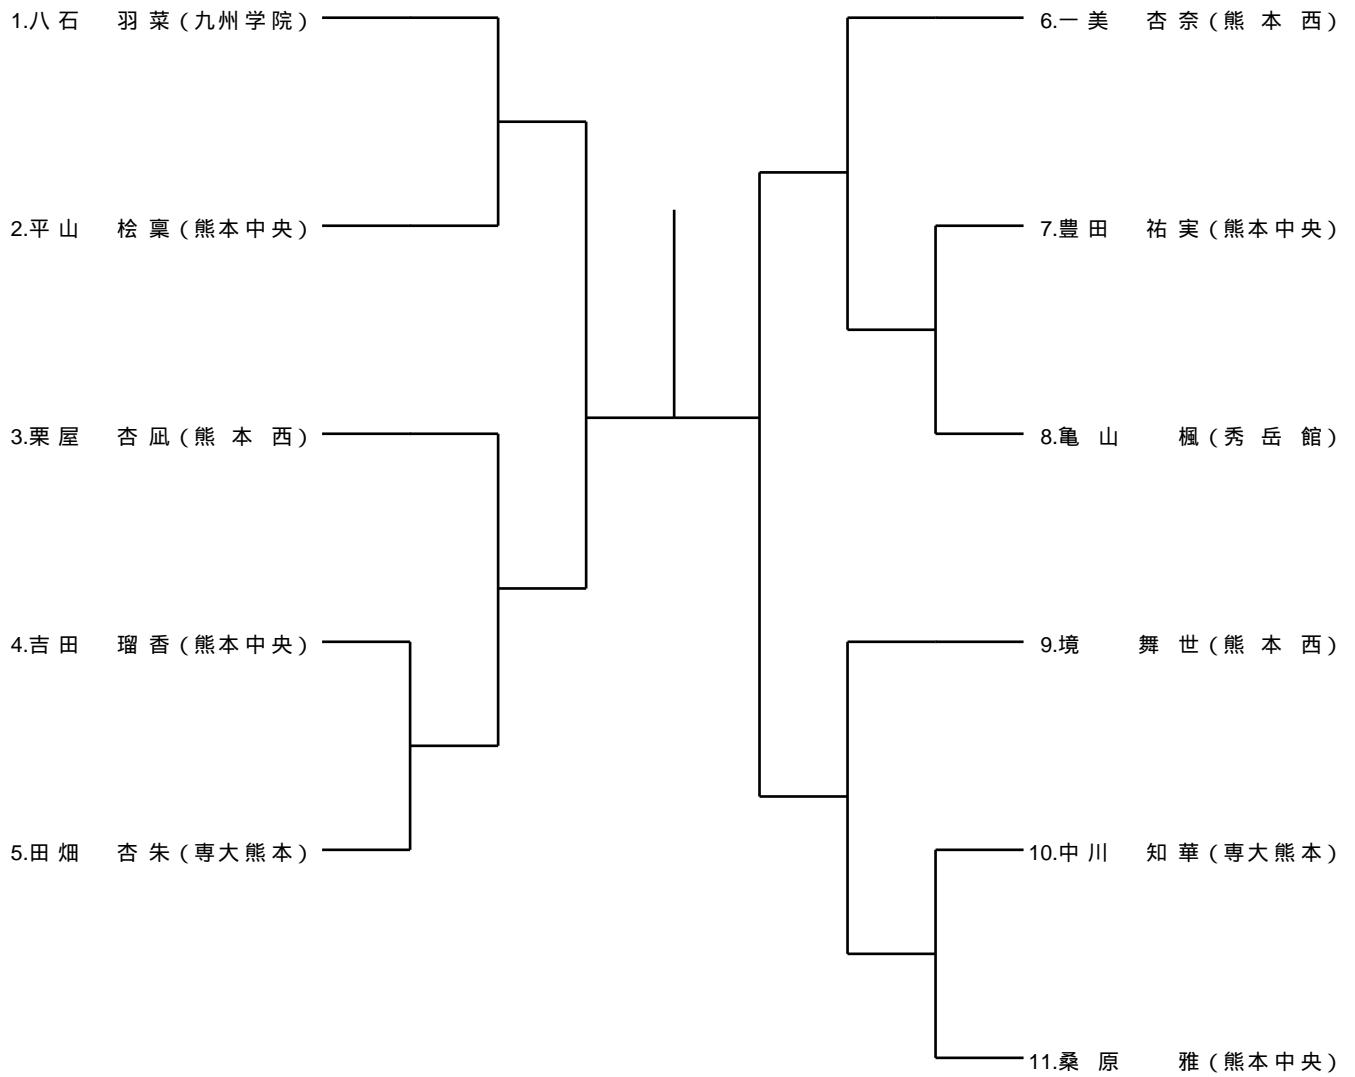 1.八石 羽菜(九州学院)
2.平山 桧稟(熊本中央)
3.栗屋 杏凪(熊本西)
4.吉田 瑠香(熊本中央)
5.田畑 杏朱(専大熊本)
6.一美 杏奈(熊本西)
7.豊田 祐実(熊本中央)
8.亀山 楓(秀岳館)
9.境 舞世(熊本西)
10.中川 知華(専大熊本)
11.桑原 雅(熊本中央)